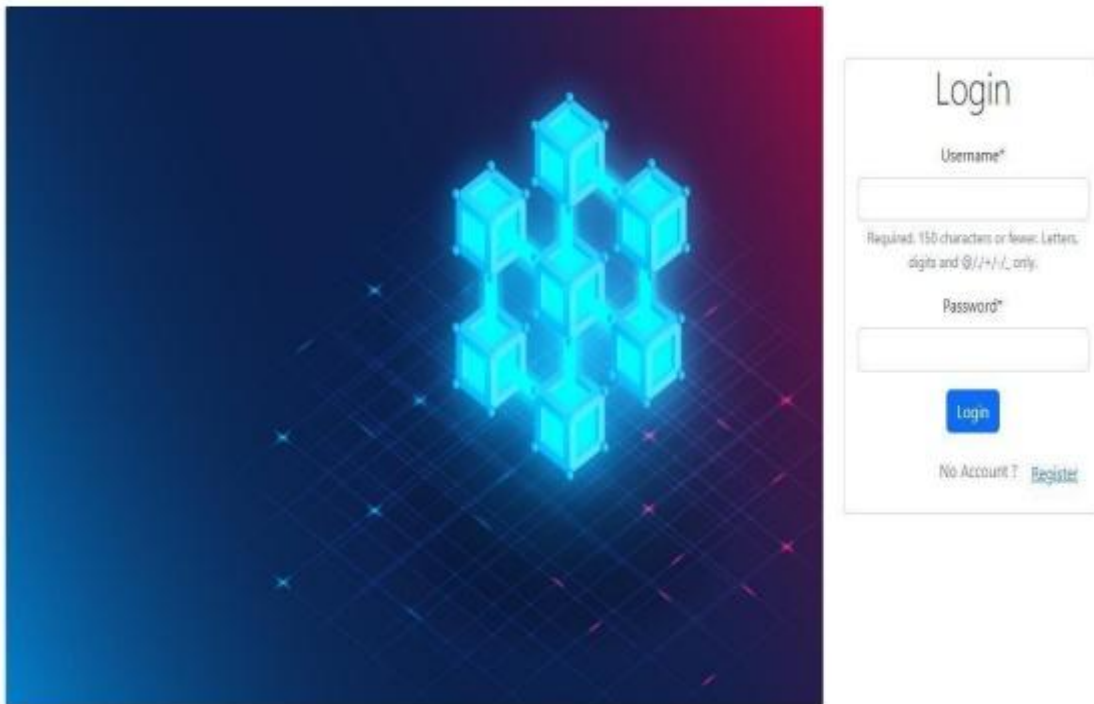 Login
Username*
Required. 150 characters or fewer. Letters,
digits and @/./+/-/_ only.
Password*
Login
No Account ? Register